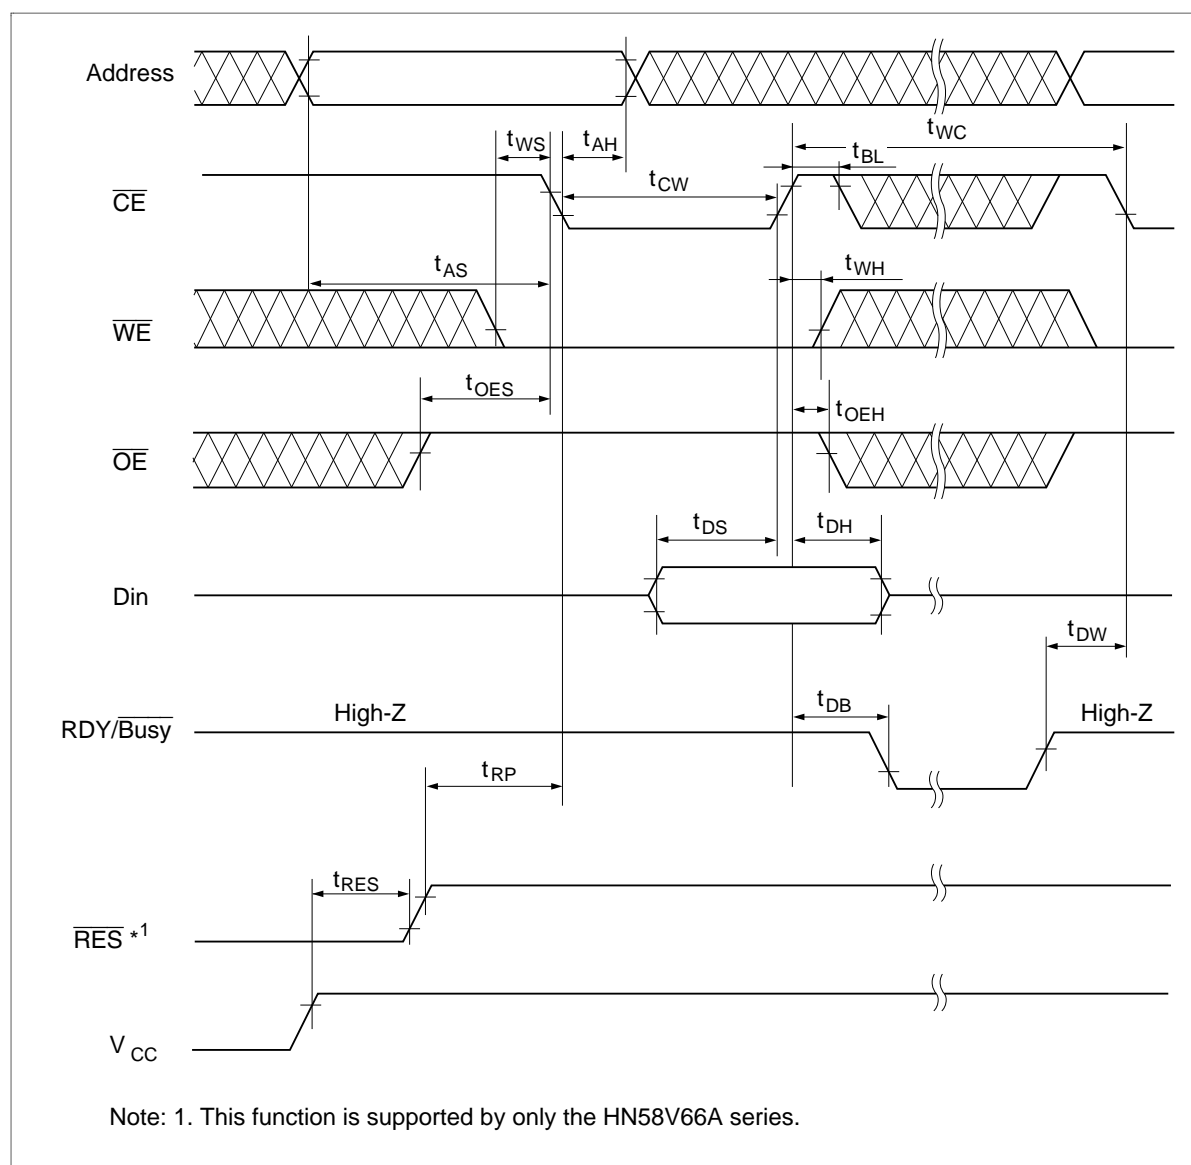 Address
tWC
tWS
tAH
tBL
CE
tCW
tAS
tWH
WE
tOES
tOEH
OE
tDS
tDH
Din
tDW
tDB
RDY/Busy
High-Z
High-Z
tRP
tRES
RES *1
VCC
Note: 1. This function is supported by only the HN58V66A series.